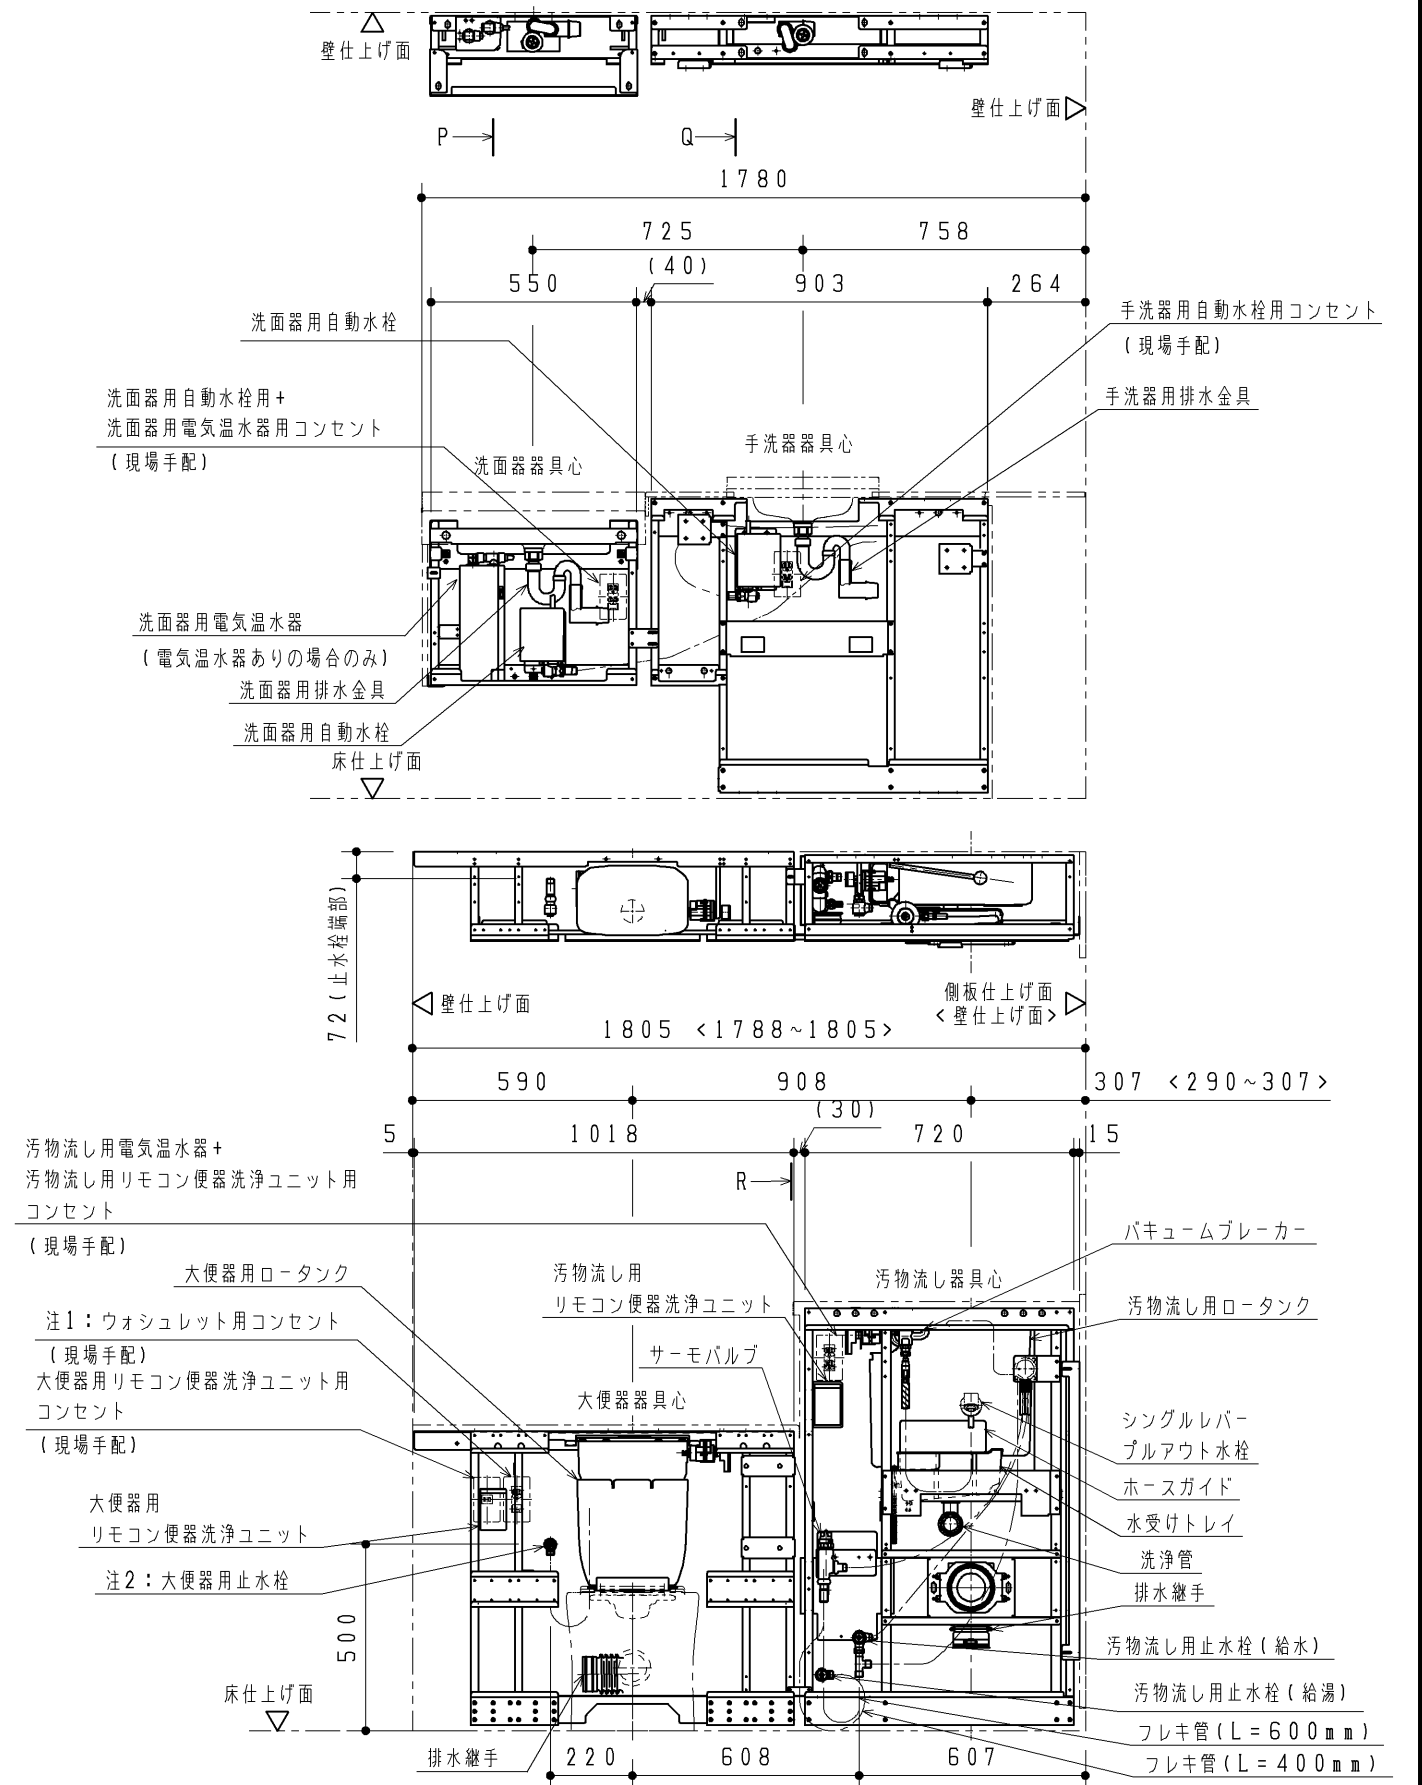 壁仕上げ面
壁仕上げ面
P
Q
1780
725
758
(40)
550
903
264
洗面器用自動水栓
手洗器用自動水栓用コンセント
(現場手配)
洗面器用自動水栓用+
洗面器用電気温水器用コンセント
(現場手配)
手洗器用排水金具
手洗器器具心
洗面器器具心
洗面器用電気温水器
(電気温水器ありの場合のみ)
洗面器用排水金具
洗面器用自動水栓
床仕上げ面
72(止水栓端部)
壁仕上げ面
側板仕上げ面
<壁仕上げ面>
1805 <1788~1805>
590
908
307 <290~307>
(30)
5
1018
720
15
汚物流し用電気温水器+
汚物流し用リモコン便器洗浄ユニット用
コンセント
(現場手配)
R
バキュームブレーカー
大便器用ロータンク
汚物流し用
リモコン便器洗浄ユニット
汚物流し器具心
汚物流し用ロータンク
注1:ウォシュレット用コンセント
(現場手配)
サーモバルブ
大便器用リモコン便器洗浄ユニット用
コンセント
(現場手配)
大便器器具心
シングルレバー
プルアウト水栓
ホースガイド
大便器用
リモコン便器洗浄ユニット
水受けトレイ
洗浄管
注2:大便器用止水栓
排水継手
500
汚物流し用止水栓(給水)
床仕上げ面
汚物流し用止水栓(給湯)
フレキ管(L=600mm)
排水継手
220
608
607
フレキ管(L=400mm)